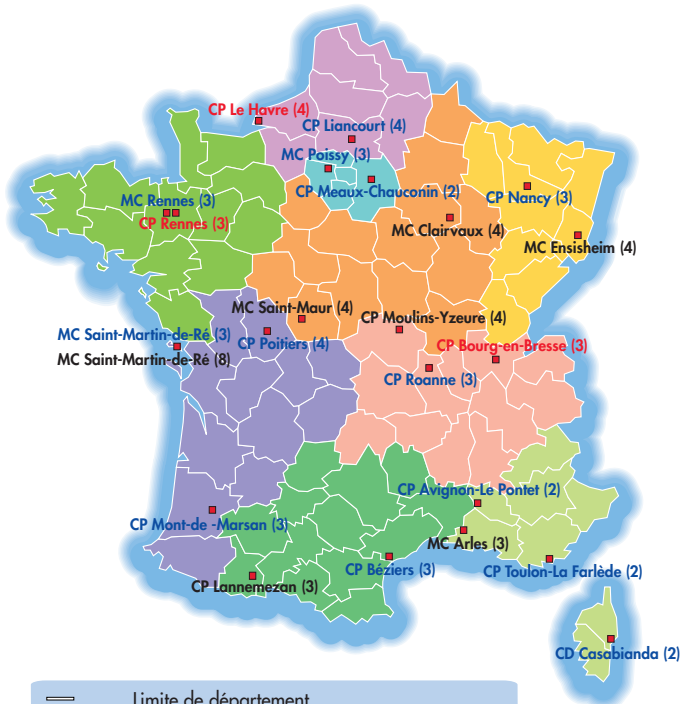 CP Le Havre (4)
CP Liancourt (4)
MC Poissy (3)
CP Meaux-Chauconin (2)
MC Rennes (3)
CP Nancy (3)
CP Rennes (3)
MC Clairvaux (4)
MC Ensisheim (4)
MC Saint-Maur (4)
CP Moulins-Yzeure (4)
MC Saint-Martin-de-Ré (3)
CP Poitiers (4)
CP Bourg-en-Bresse (3)
MC Saint-Martin-de-Ré (8)
CP Roanne (3)
CP Avignon-Le Pontet (2)
CP Mont-de -Marsan (3)
MC Arles (3)
CP Béziers (3)
CP Toulon-La Farlède (2)
CP Lannemezan (3)
CD Casabianda (2)
Limite de département